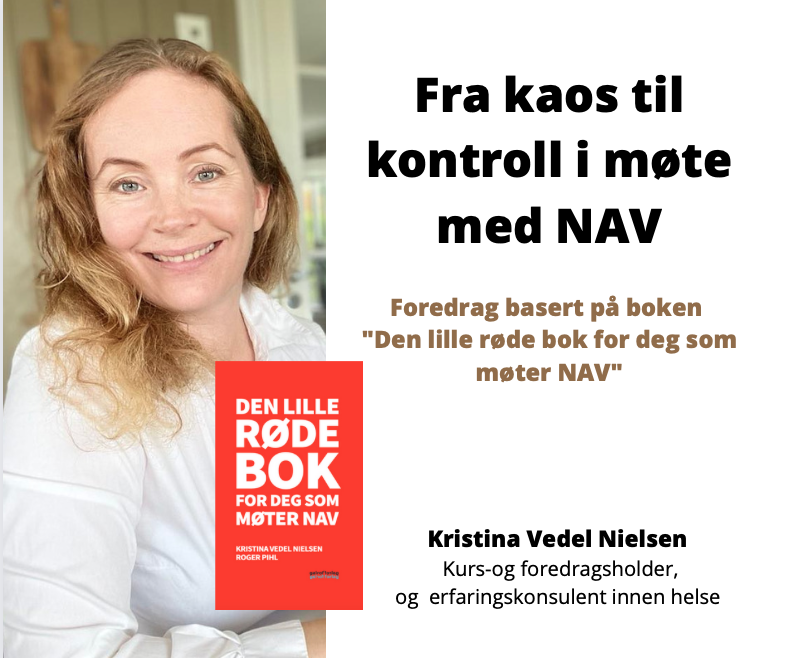 Fra kaos til
kontroll i møte
med NAV
Foredrag basert på boken
"Den lille røde bok for deg som
møter NAV"
DEN LILLE
RØDE
BOK
FOR DEG SOM
MØTER NAV
KRISTINA VEDEL NIELSEN
ROGER PIHL
Kristina Vedel Nielsen
Kurs-og foredragsholder,
og erfaringskonsulent innen helse